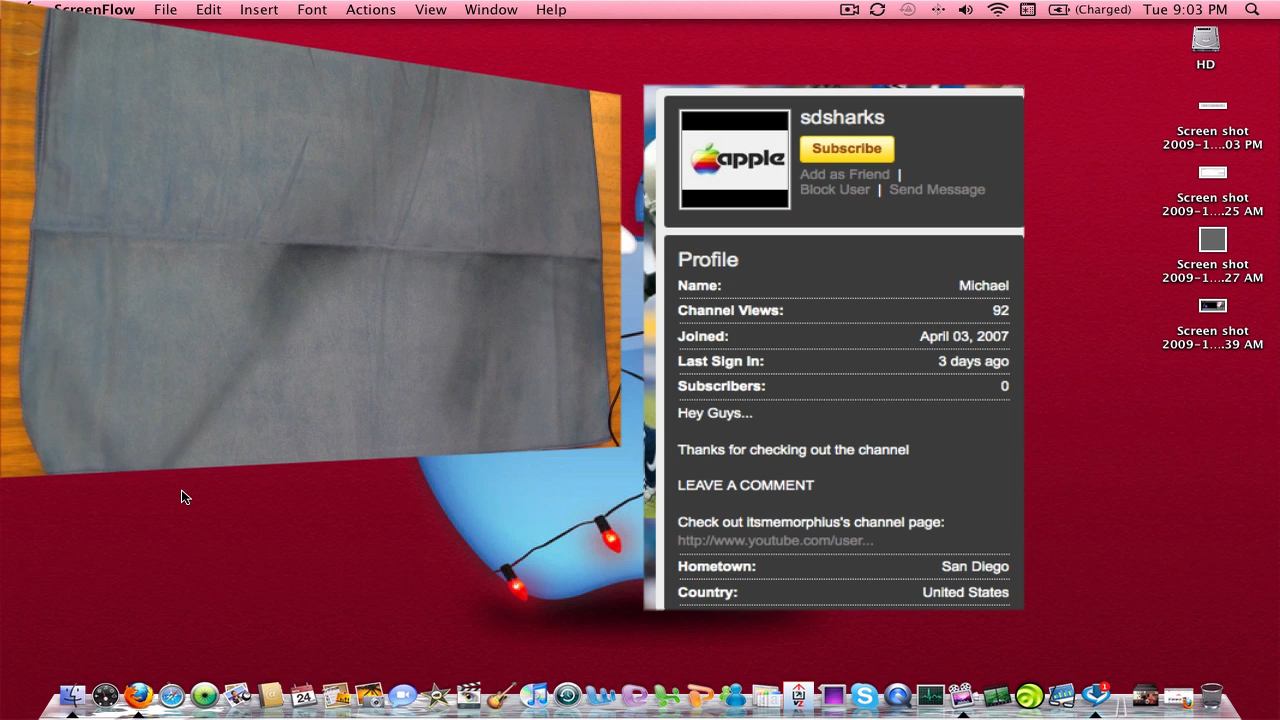 ScreenFlow File Edit Insert Font Actions View Window Help (Charged) Tue 9:03 PM
HD
Screen shot
2009-1....03 PM
Screen shot
2009-1....25 AM
Screen shot
2009-1....27 AM
Screen shot
2009-1....39 AM
apple
sdsharks
Subscribe
Add as Friend |
Block User | Send Message
Profile
Name: Michael
Channel Views: 92
Joined: April 03, 2007
Last Sign In: 3 days ago
Subscribers: 0
Hey Guys...
Thanks for checking out the channel
LEAVE A COMMENT
Check out itsmemorphius's channel page:
http://www.youtube.com/user...
Hometown: San Diego
Country: United States
24